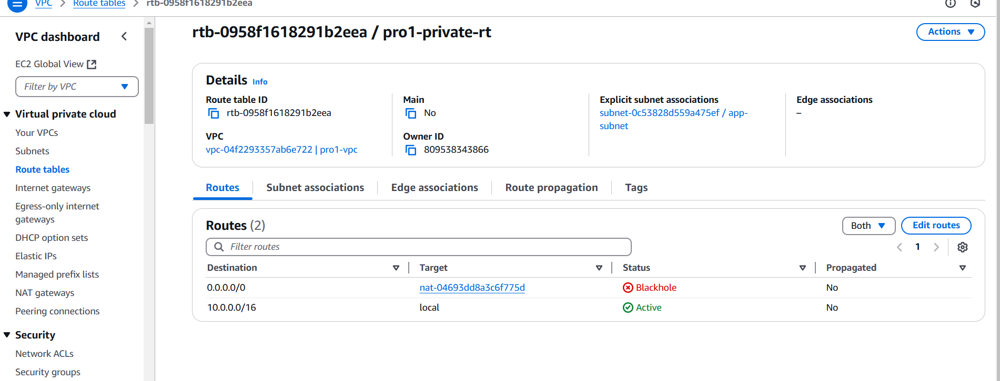 VPC > Route tables > rtb-0958f1618291b2eea
VPC dashboard
EC2 Global View
Filter by VPC
Virtual private cloud
Your VPCs
Subnets
Route tables
Internet gateways
Egress-only internet
gateways
DHCP option sets
Elastic IPs
Managed prefix lists
NAT gateways
Peering connections
Security
Network ACLs
Security groups
rtb-0958f1618291b2eea / pro1-private-rt
Actions
Details Info
Route table ID
rtb-0958f1618291b2eea
VPC
vpc-04f2293357ab6e722 | pro1-vpc
Main
No
Owner ID
809538343866
Explicit subnet associations
subnet-0c53828d559a475ef / app-
subnet
Edge associations
–
Routes Subnet associations Edge associations Route propagation Tags
Routes (2)
Both Edit routes
Filter routes
1
Destination Target Status Propagated
0.0.0.0/0 nat-04693dd8a3c6f775d Blackhole No
10.0.0.0/16 local Active No